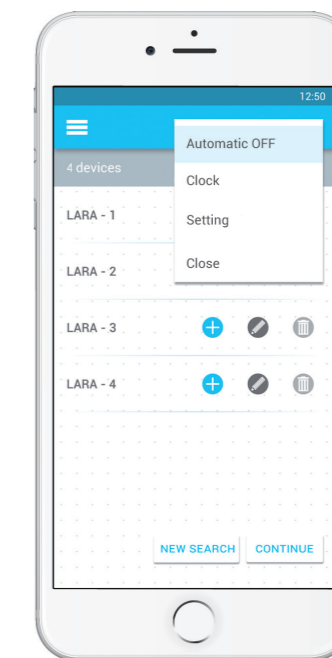 12:50
Automatic OFF
4 devices
Clock
LARA - 1
Setting
LARA - 2
Close
LARA - 3
LARA - 4
NEW SEARCH CONTINUE